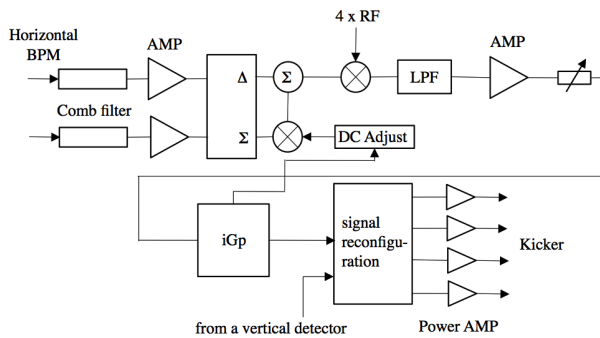 4 x RF
Horizontal
BPM
AMP
AMP
Δ
Σ
LPF
Comb filter
Σ
DC Adjust
iGp
signal
reconfigu-
ration
Kicker
from a vertical detector
Power AMP